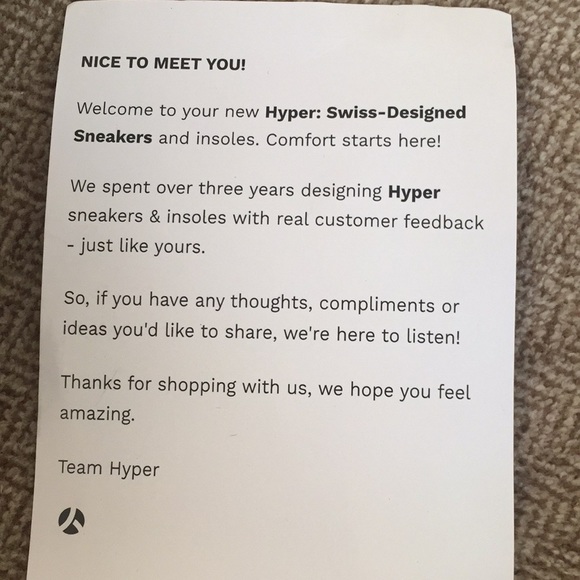 NICE TO MEET YOU!
Welcome to your new Hyper: Swiss-Designed
Sneakers and insoles. Comfort starts here!
We spent over three years designing Hyper
sneakers & insoles with real customer feedback
- just like yours.
So, if you have any thoughts, compliments or
ideas you'd like to share, we're here to listen!
Thanks for shopping with us, we hope you feel
amazing.
Team Hyper